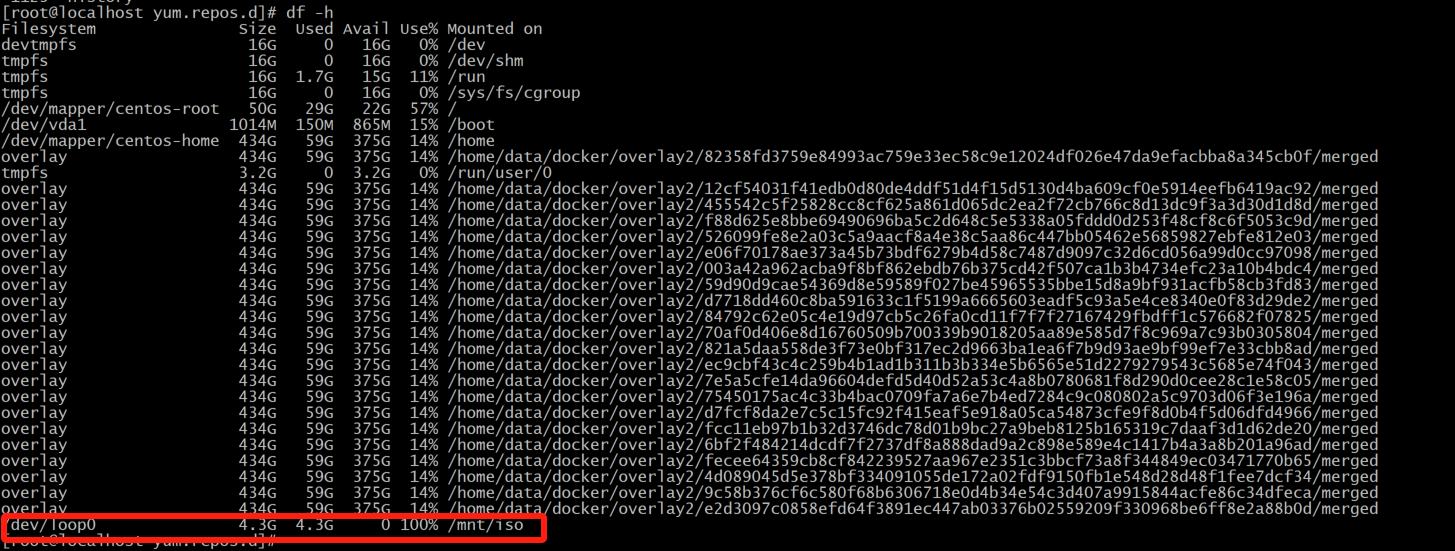 [root@localhost yum.repos.d]# df -h
Filesystem Size Used Avail Use% Mounted on
devtmpfs 16G 0 16G 0% /dev
tmpfs 16G 0 16G 0% /dev/shm
tmpfs 16G 1.7G 15G 11% /run
tmpfs 16G 0 16G 0% /sys/fs/cgroup
/dev/mapper/centos-root 50G 29G 22G 57% /
/dev/vda1 1014M 150M 865M 15% /boot
/dev/mapper/centos-home 434G 59G 375G 14% /home
overlay 434G 59G 375G 14% /home/data/docker/overlay2/82358fd3759e84993ac759e33ec58c9e12024df026e47da9efacbba8a345cb0f/merged
tmpfs 3.2G 0 3.2G 0% /run/user/0
overlay 434G 59G 375G 14% /home/data/docker/overlay2/12cf54031f41edb0d80de4ddf51d4f15d5130d4ba609cf0e5914eefb6419ac92/merged
overlay 434G 59G 375G 14% /home/data/docker/overlay2/455542c5f25828cc8cf625a861d065dc2ea2f72cb766c8d13dc9f3a3d30d1d8d/merged
overlay 434G 59G 375G 14% /home/data/docker/overlay2/f88d625e8bbe69490696ba5c2d648c5e5338a05fddd0d253f48cf8c6f5053c9d/merged
overlay 434G 59G 375G 14% /home/data/docker/overlay2/526099fe8e2a03c5a9aacf8a4e38c5aa86c447bb05462e56859827ebfe812e03/merged
overlay 434G 59G 375G 14% /home/data/docker/overlay2/e06f70178ae373a45b73bdf6279b4d58c7487d9097c32d6cd056a99d0cc97098/merged
overlay 434G 59G 375G 14% /home/data/docker/overlay2/003a42a962acba9f8bf862ebdb76b375cd42f507ca1b3b4734efc23a10b4bdc4/merged
overlay 434G 59G 375G 14% /home/data/docker/overlay2/59d90d9cae54369d8e59589f027be45965535bbe15d8a9bf931acfb58cb3fd83/merged
overlay 434G 59G 375G 14% /home/data/docker/overlay2/d7718dd460c8ba591633c1f5199a6665603eadf5c93a5e4ce8340e0f83d29de2/merged
overlay 434G 59G 375G 14% /home/data/docker/overlay2/84792c62e05c4e19d97cb5c26fa0cd11f7f7f27167429fbdff1c576682f07825/merged
overlay 434G 59G 375G 14% /home/data/docker/overlay2/70af0d406e8d16760509b700339b9018205aa89e585d7f8c969a7c93b0305804/merged
overlay 434G 59G 375G 14% /home/data/docker/overlay2/821a5daa558de3f73e0bf317ec2d9663ba1ea6f7b9d93ae9bf99ef7e33cbb8ad/merged
overlay 434G 59G 375G 14% /home/data/docker/overlay2/ec9cbf43c4c259b4b1ad1b311b3b334e5b6565e51d2279279543c5685e74f043/merged
overlay 434G 59G 375G 14% /home/data/docker/overlay2/7e5a5cfe14da96604defd5d40d52a53c4a8b0780681f8d290d0cee28c1e58c05/merged
overlay 434G 59G 375G 14% /home/data/docker/overlay2/75450175ac4c33b4bac0709fa7a6e7b4ed7284c9c080802a5c9703d06f3e196a/merged
overlay 434G 59G 375G 14% /home/data/docker/overlay2/d7fcf8da2e7c5c15fc92f415eaf5e918a05ca54873cfe9f8d0b4f5d06dfd4966/merged
overlay 434G 59G 375G 14% /home/data/docker/overlay2/fcc11eb97b1b32d3746dc78d01b9bc27a9beb8125b165319c7daaf3d1d62de20/merged
overlay 434G 59G 375G 14% /home/data/docker/overlay2/6bf2f484214dcdf7f2737df8a888dad9a2c898e589e4c1417b4a3a8b201a96ad/merged
overlay 434G 59G 375G 14% /home/data/docker/overlay2/fecee64359cb8cf842239527aa967e2351c3bbcf73a8f344849ec03471770b65/merged
overlay 434G 59G 375G 14% /home/data/docker/overlay2/4d089045d5e378bf334091055de172a02fdf9150fb1e548d28d48f1fee7dcf34/merged
overlay 434G 59G 375G 14% /home/data/docker/overlay2/9c58b376cf6c580f68b6306718e0d4b34e54c3d407a9915844acfe86c34dfeca/merged
overlay 434G 59G 375G 14% /home/data/docker/overlay2/e2d3097c0858efd64f3891ec447ab03376b02559209f330968be6ff8e2a88b0d/merged
/dev/loop0 4.3G 4.3G 0 100% /mnt/iso
[root@localhost yum.repos.d]#